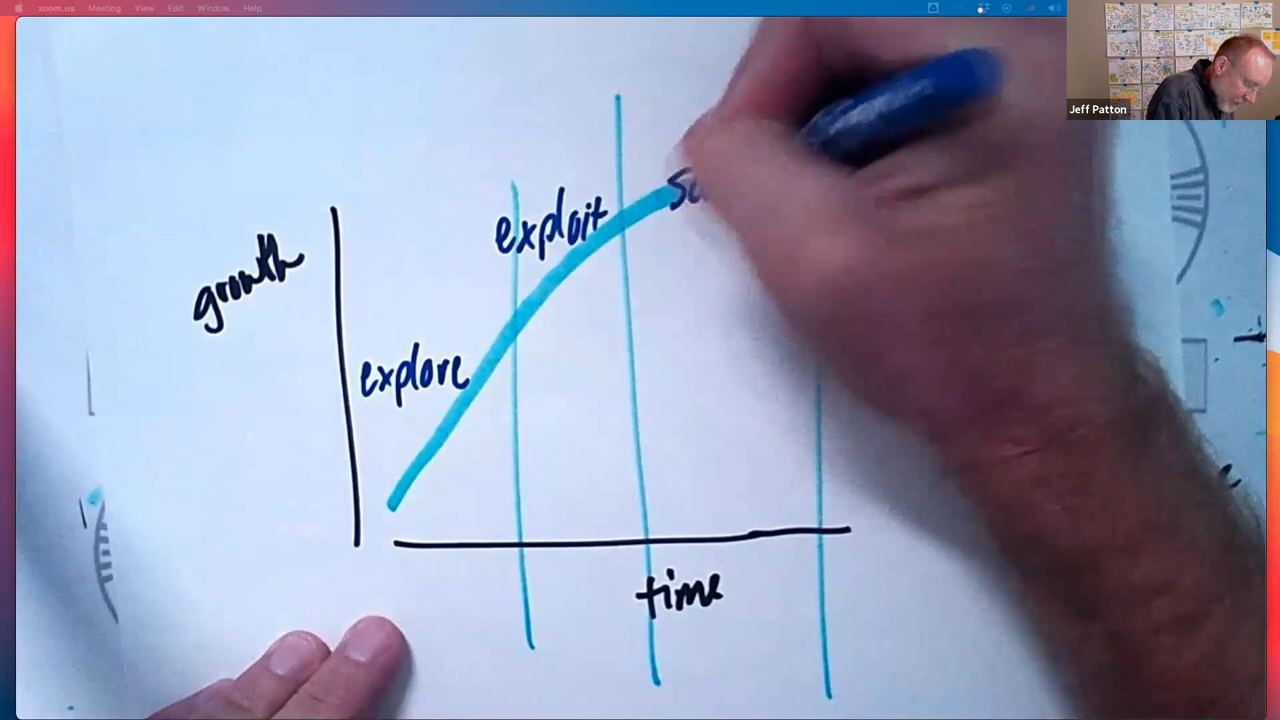 zoom.us Meeting View Edit Window Help
Jeff Patton
growth
explore
exploit
time